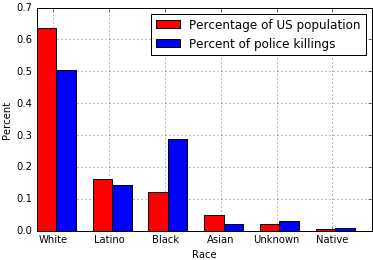 0.7
0.6
0.5
0.4
0.3
0.2
0.1
0.0
Percent
Percentage of US population
Percent of police killings
White Latino Black Asian Unknown Native
Race